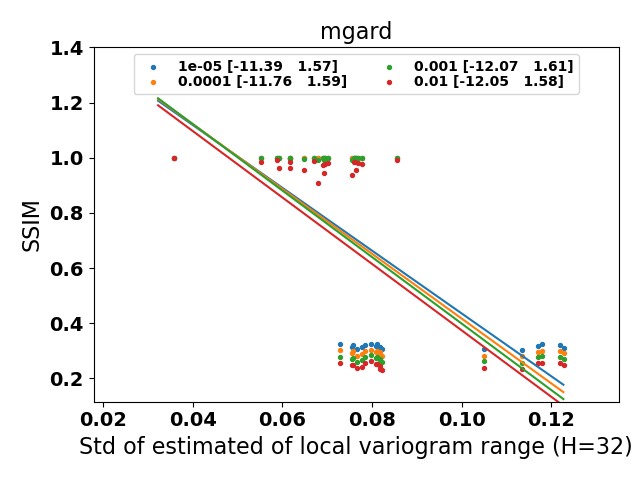 mgard
1e-05 [-11.39   1.57]
0.0001 [-11.76   1.59]
0.001 [-12.07   1.61]
0.01 [-12.05   1.58]
SSIM
1.4
1.2
1.0
0.8
0.6
0.4
0.2
0.02 0.04 0.06 0.08 0.10 0.12
Std of estimated of local variogram range (H=32)